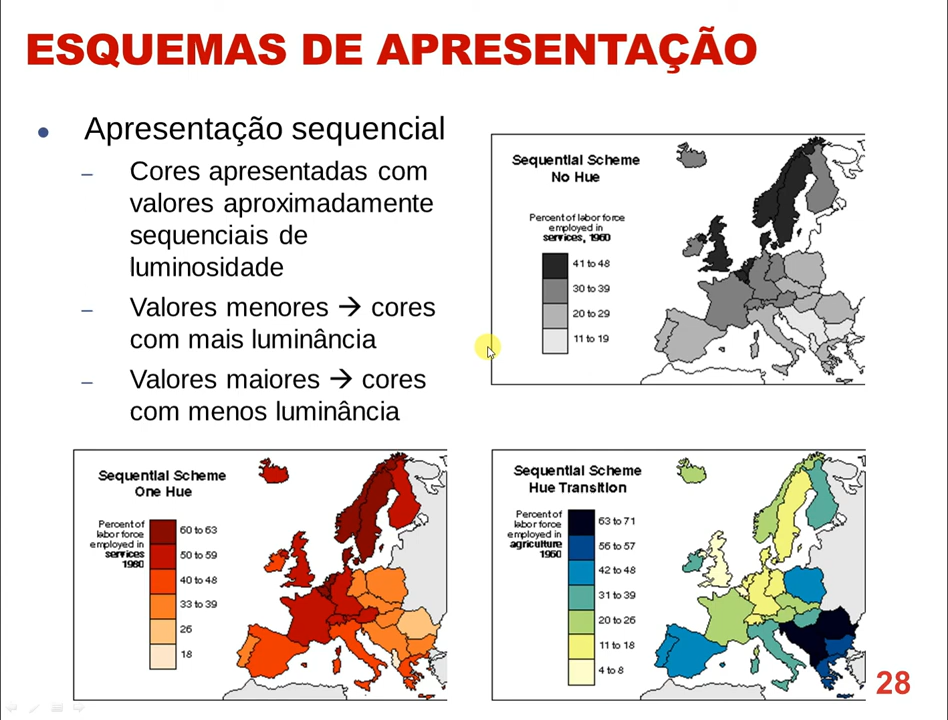 ESQUEMAS DE APRESENTAÇÃO
Apresentação sequencial
Cores apresentadas com
valores aproximadamente
sequenciais de
luminosidade
Valores menores → cores
com mais luminância
Valores maiores → cores
com menos luminância
Sequential Scheme
No Hue
Percent of labor force
employed in
services, 1960
41 to 48
30 to 39
20 to 29
11 to 19
Sequential Scheme
One Hue
Percent of
labor force
employed in
services
1980
60 to 63
50 to 59
40 to 48
33 to 39
26
18
Sequential Scheme
Hue Transition
Percent of
labor force
employed in
agriculture
1960
63 to 71
56 to 57
42 to 48
31 to 39
20 to 26
11 to 18
4 to 8
28